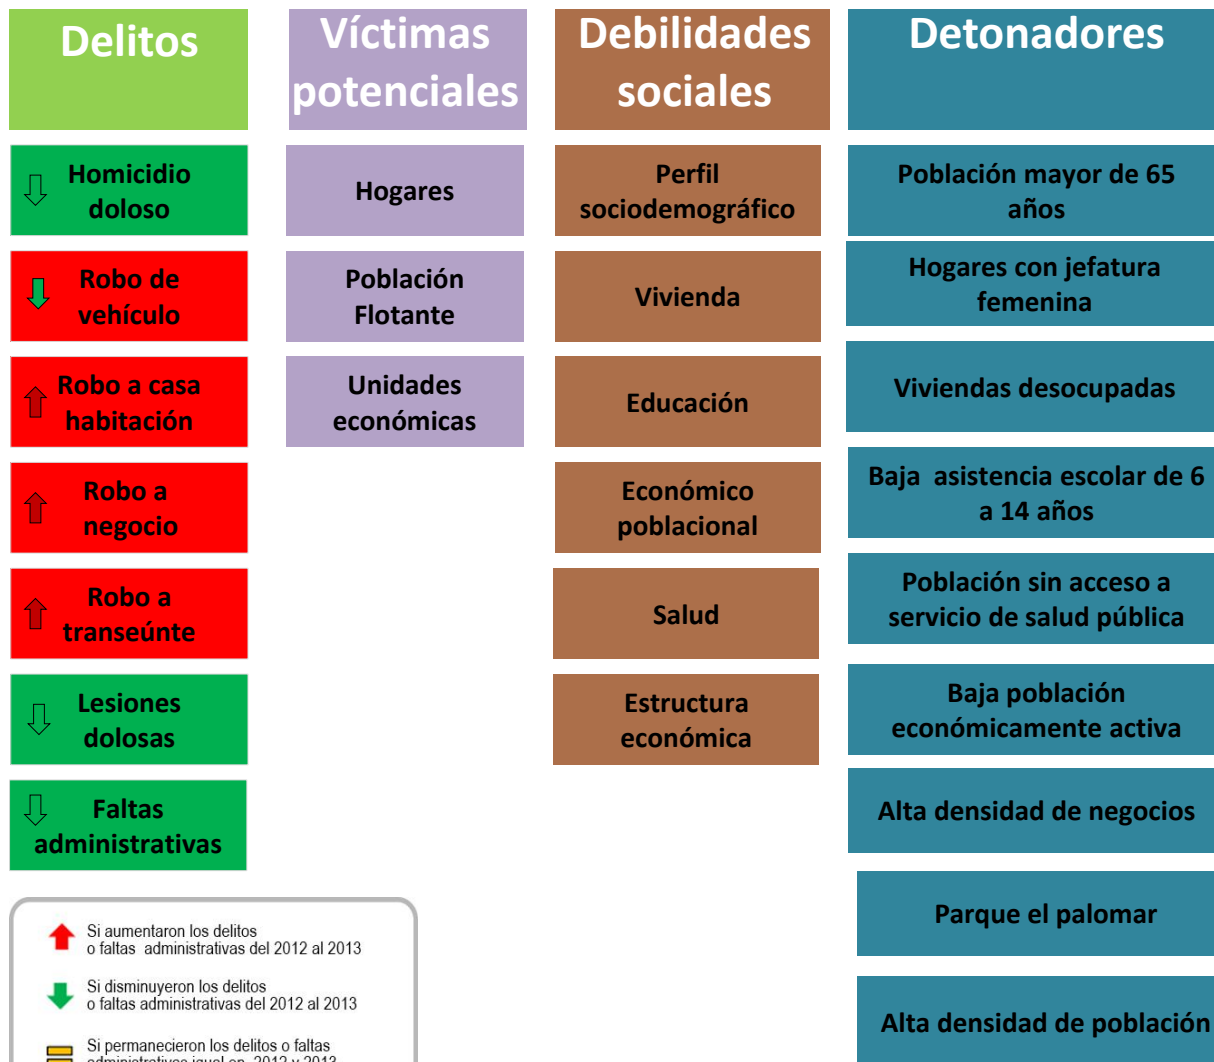 Delitos
Víctimas
potenciales
Debilidades
sociales
Detonadores
Homicidio
doloso
Robo de
vehículo
Robo a casa
habitación
Robo a
negocio
Robo a
transeúnte
Lesiones
dolosas
Faltas
administrativas
Hogares
Población
Flotante
Unidades
económicas
Perfil
sociodemográfico
Vivienda
Educación
Económico
poblacional
Salud
Estructura
económica
Población mayor de 65
años
Hogares con jefatura
femenina
Viviendas desocupadas
Baja asistencia escolar de 6
a 14 años
Población sin acceso a
servicio de salud pública
Baja población
económicamente activa
Alta densidad de negocios
Parque el palomar
Alta densidad de población
Si aumentaron los delitos
o faltas administrativas del 2012 al 2013
Si disminuyeron los delitos
o faltas administrativas del 2012 al 2013
Si permanecieron los delitos o faltas
administrativas igual en 2012 y 2013